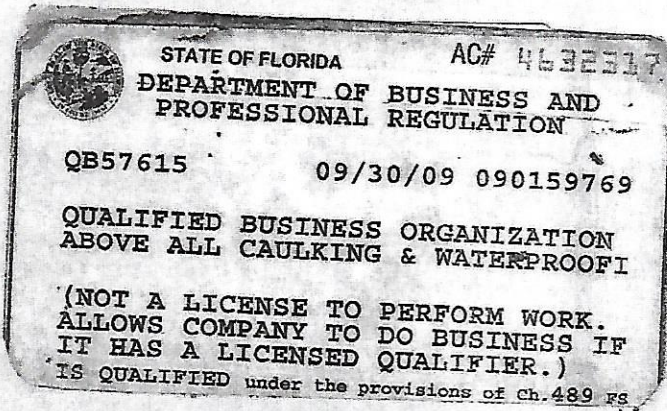 STATE OF FLORIDA AC# 4632317
DEPARTMENT OF BUSINESS AND
PROFESSIONAL REGULATION
QB57615 09/30/09 090159769
QUALIFIED BUSINESS ORGANIZATION
ABOVE ALL CAULKING & WATERPROOFI
(NOT A LICENSE TO PERFORM WORK.
ALLOWS COMPANY TO DO BUSINESS IF
IT HAS A LICENSED QUALIFIER.)
IS QUALIFIED under the provisions of Ch.489 FS